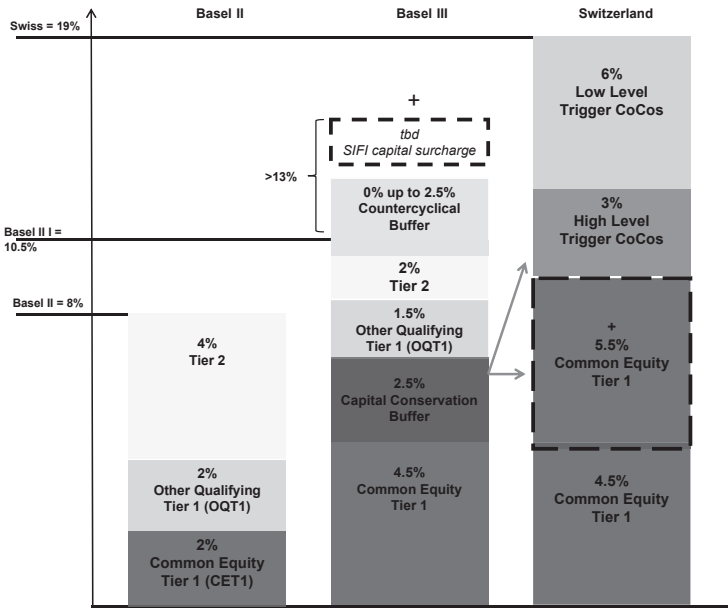 Basel II
Basel III
Switzerland
Swiss = 19%
6%
Low Level
Trigger CoCos
+
tbd
SIFI capital surcharge
>13%
0% up to 2.5%
Countercyclical
Buffer
3%
High Level
Trigger CoCos
Basel II I =
10.5%
2%
Tier 2
Basel II = 8%
1.5%
Other Qualifying
Tier 1 (OQT1)
4%
Tier 2
+
5.5%
Common Equity
Tier 1
2.5%
Capital Conservation
Buffer
2%
Other Qualifying
Tier 1 (OQT1)
4.5%
Common Equity
Tier 1
4.5%
Common Equity
Tier 1
2%
Common Equity
Tier 1 (CET1)